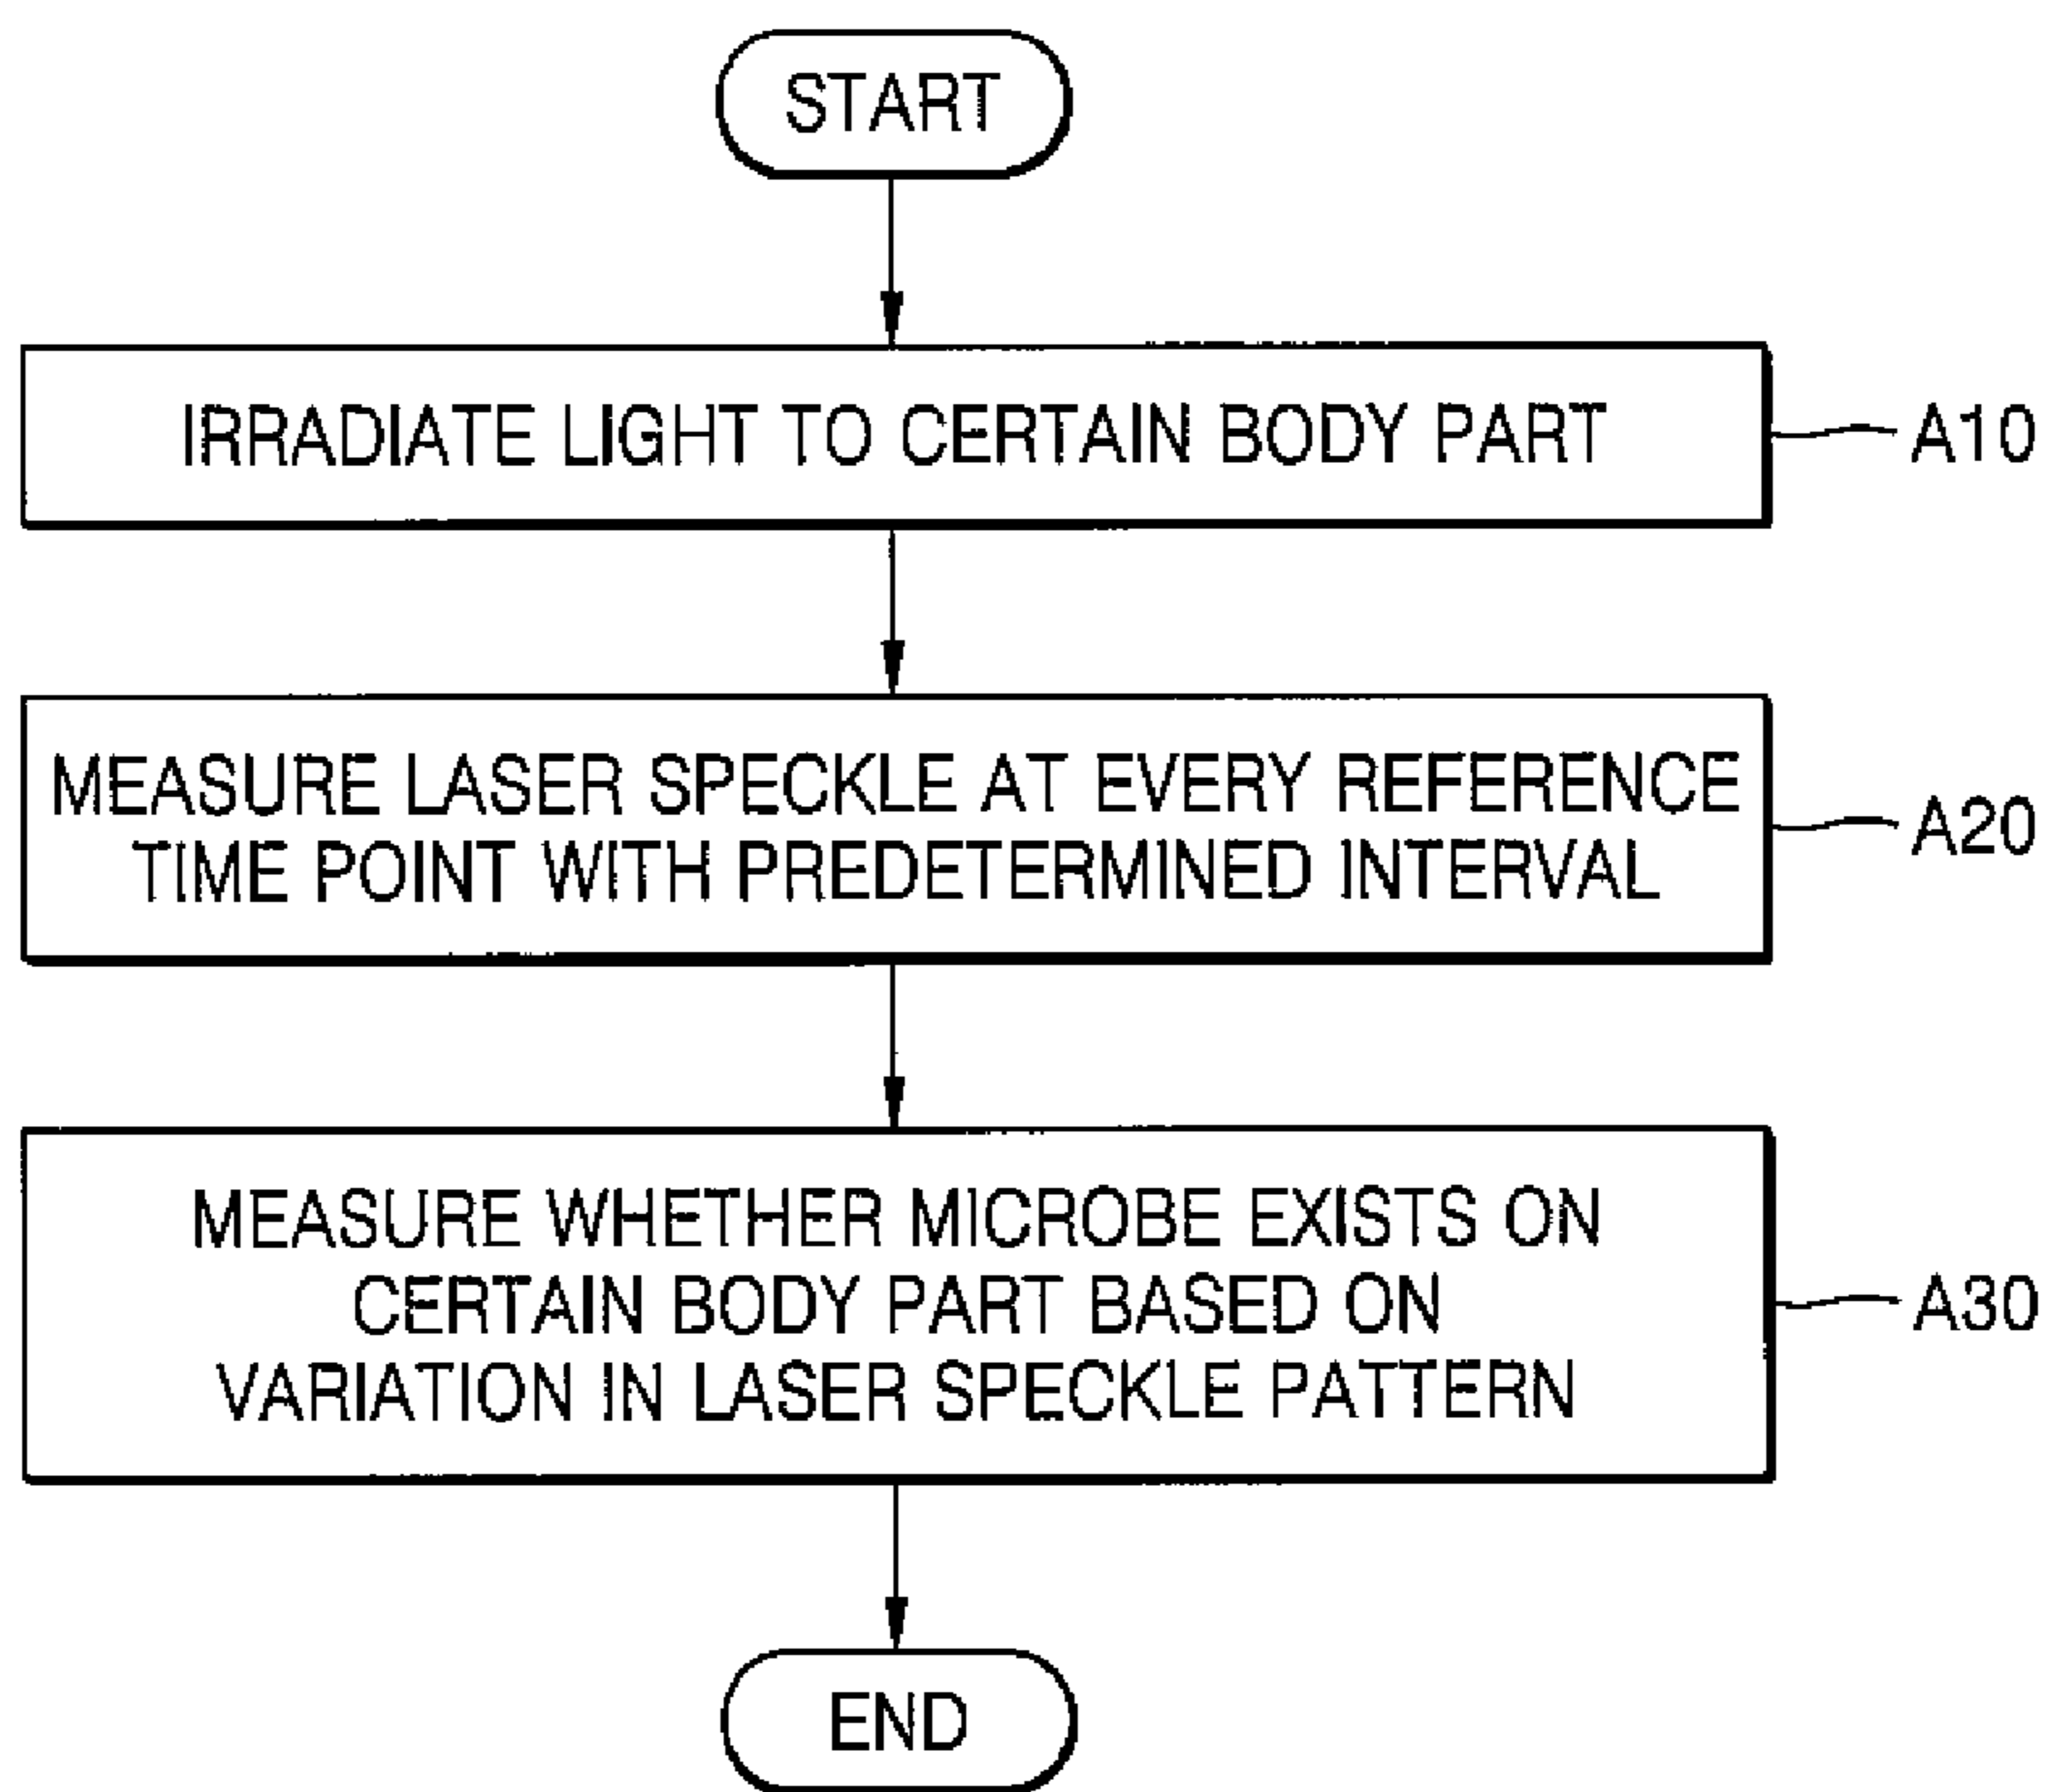 START
IRRADIATE LIGHT TO CERTAIN BODY PART
A10
MEASURE LASER SPECKLE AT EVERY REFERENCE
TIME POINT WITH PREDETERMINED INTERVAL
A20
MEASURE WHETHER MICROBE EXISTS ON
CERTAIN BODY PART BASED ON
VARIATION IN LASER SPECKLE PATTERN
A30
END